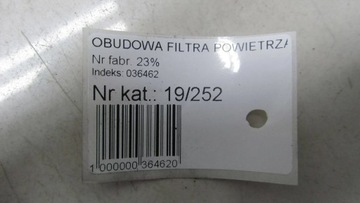 OBUDOWA FILTRA POWIETRZA
Nr fabr. 23%
Indeks: 036462
Nr kat.: 19/252
1 000000 364620